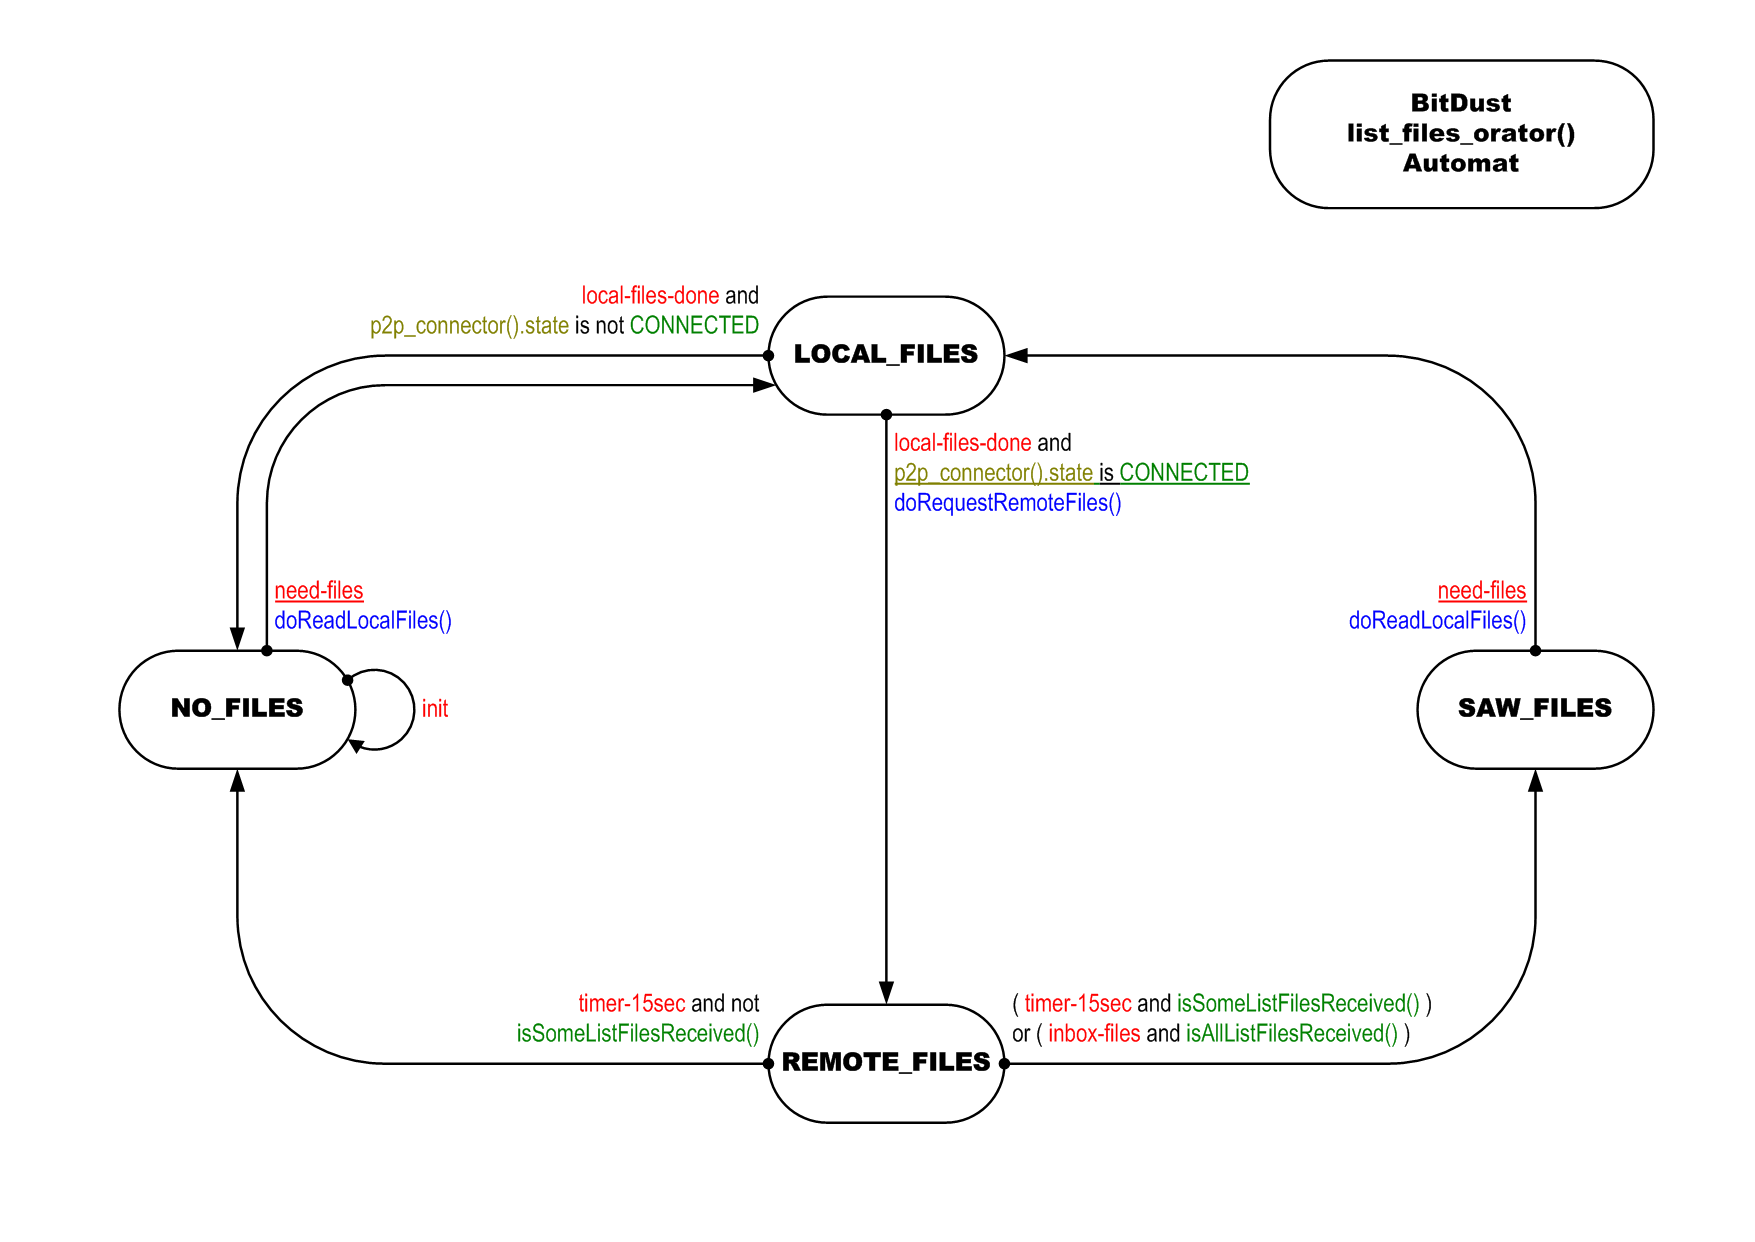 BitDust
list_files_orator()
Automat
local-files-done and
p2p_connector().state is not CONNECTED
LOCAL_FILES
local-files-done and
p2p_connector().state is CONNECTED
doRequestRemoteFiles()
need-files
doReadLocalFiles()
need-files
doReadLocalFiles()
NO_FILES
init
SAW_FILES
timer-15sec and not
isSomeListFilesReceived()
( timer-15sec and isSomeListFilesReceived() )
or ( inbox-files and isAllListFilesReceived() )
REMOTE_FILES